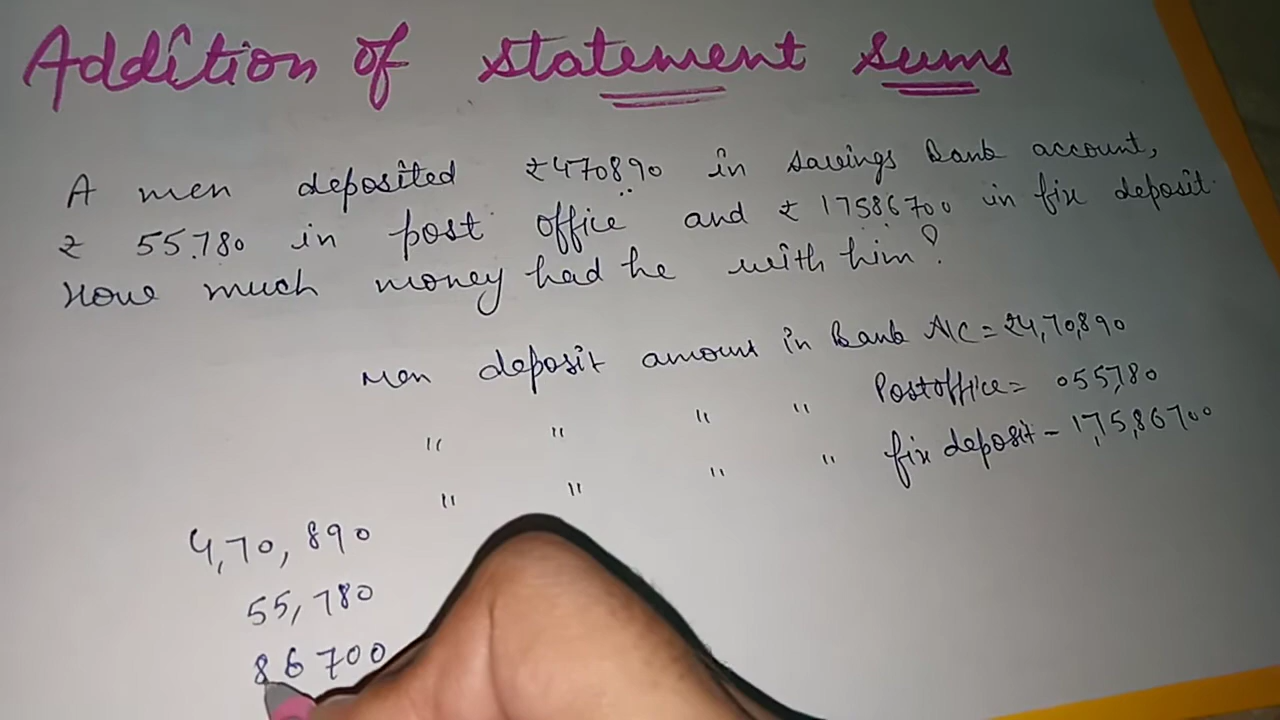 Addition of statement sums
A men deposited ₹470890 in savings Bank account,
₹ 55780 in post office and ₹ 17586700 in fix deposit.
How much money had he with him?
Men deposit amount in Bank A/C = ₹4,70,890
" " " " Postoffice = 055,780
" " " " fix deposit - 1,75,86700
4,70,890
55,780
86700